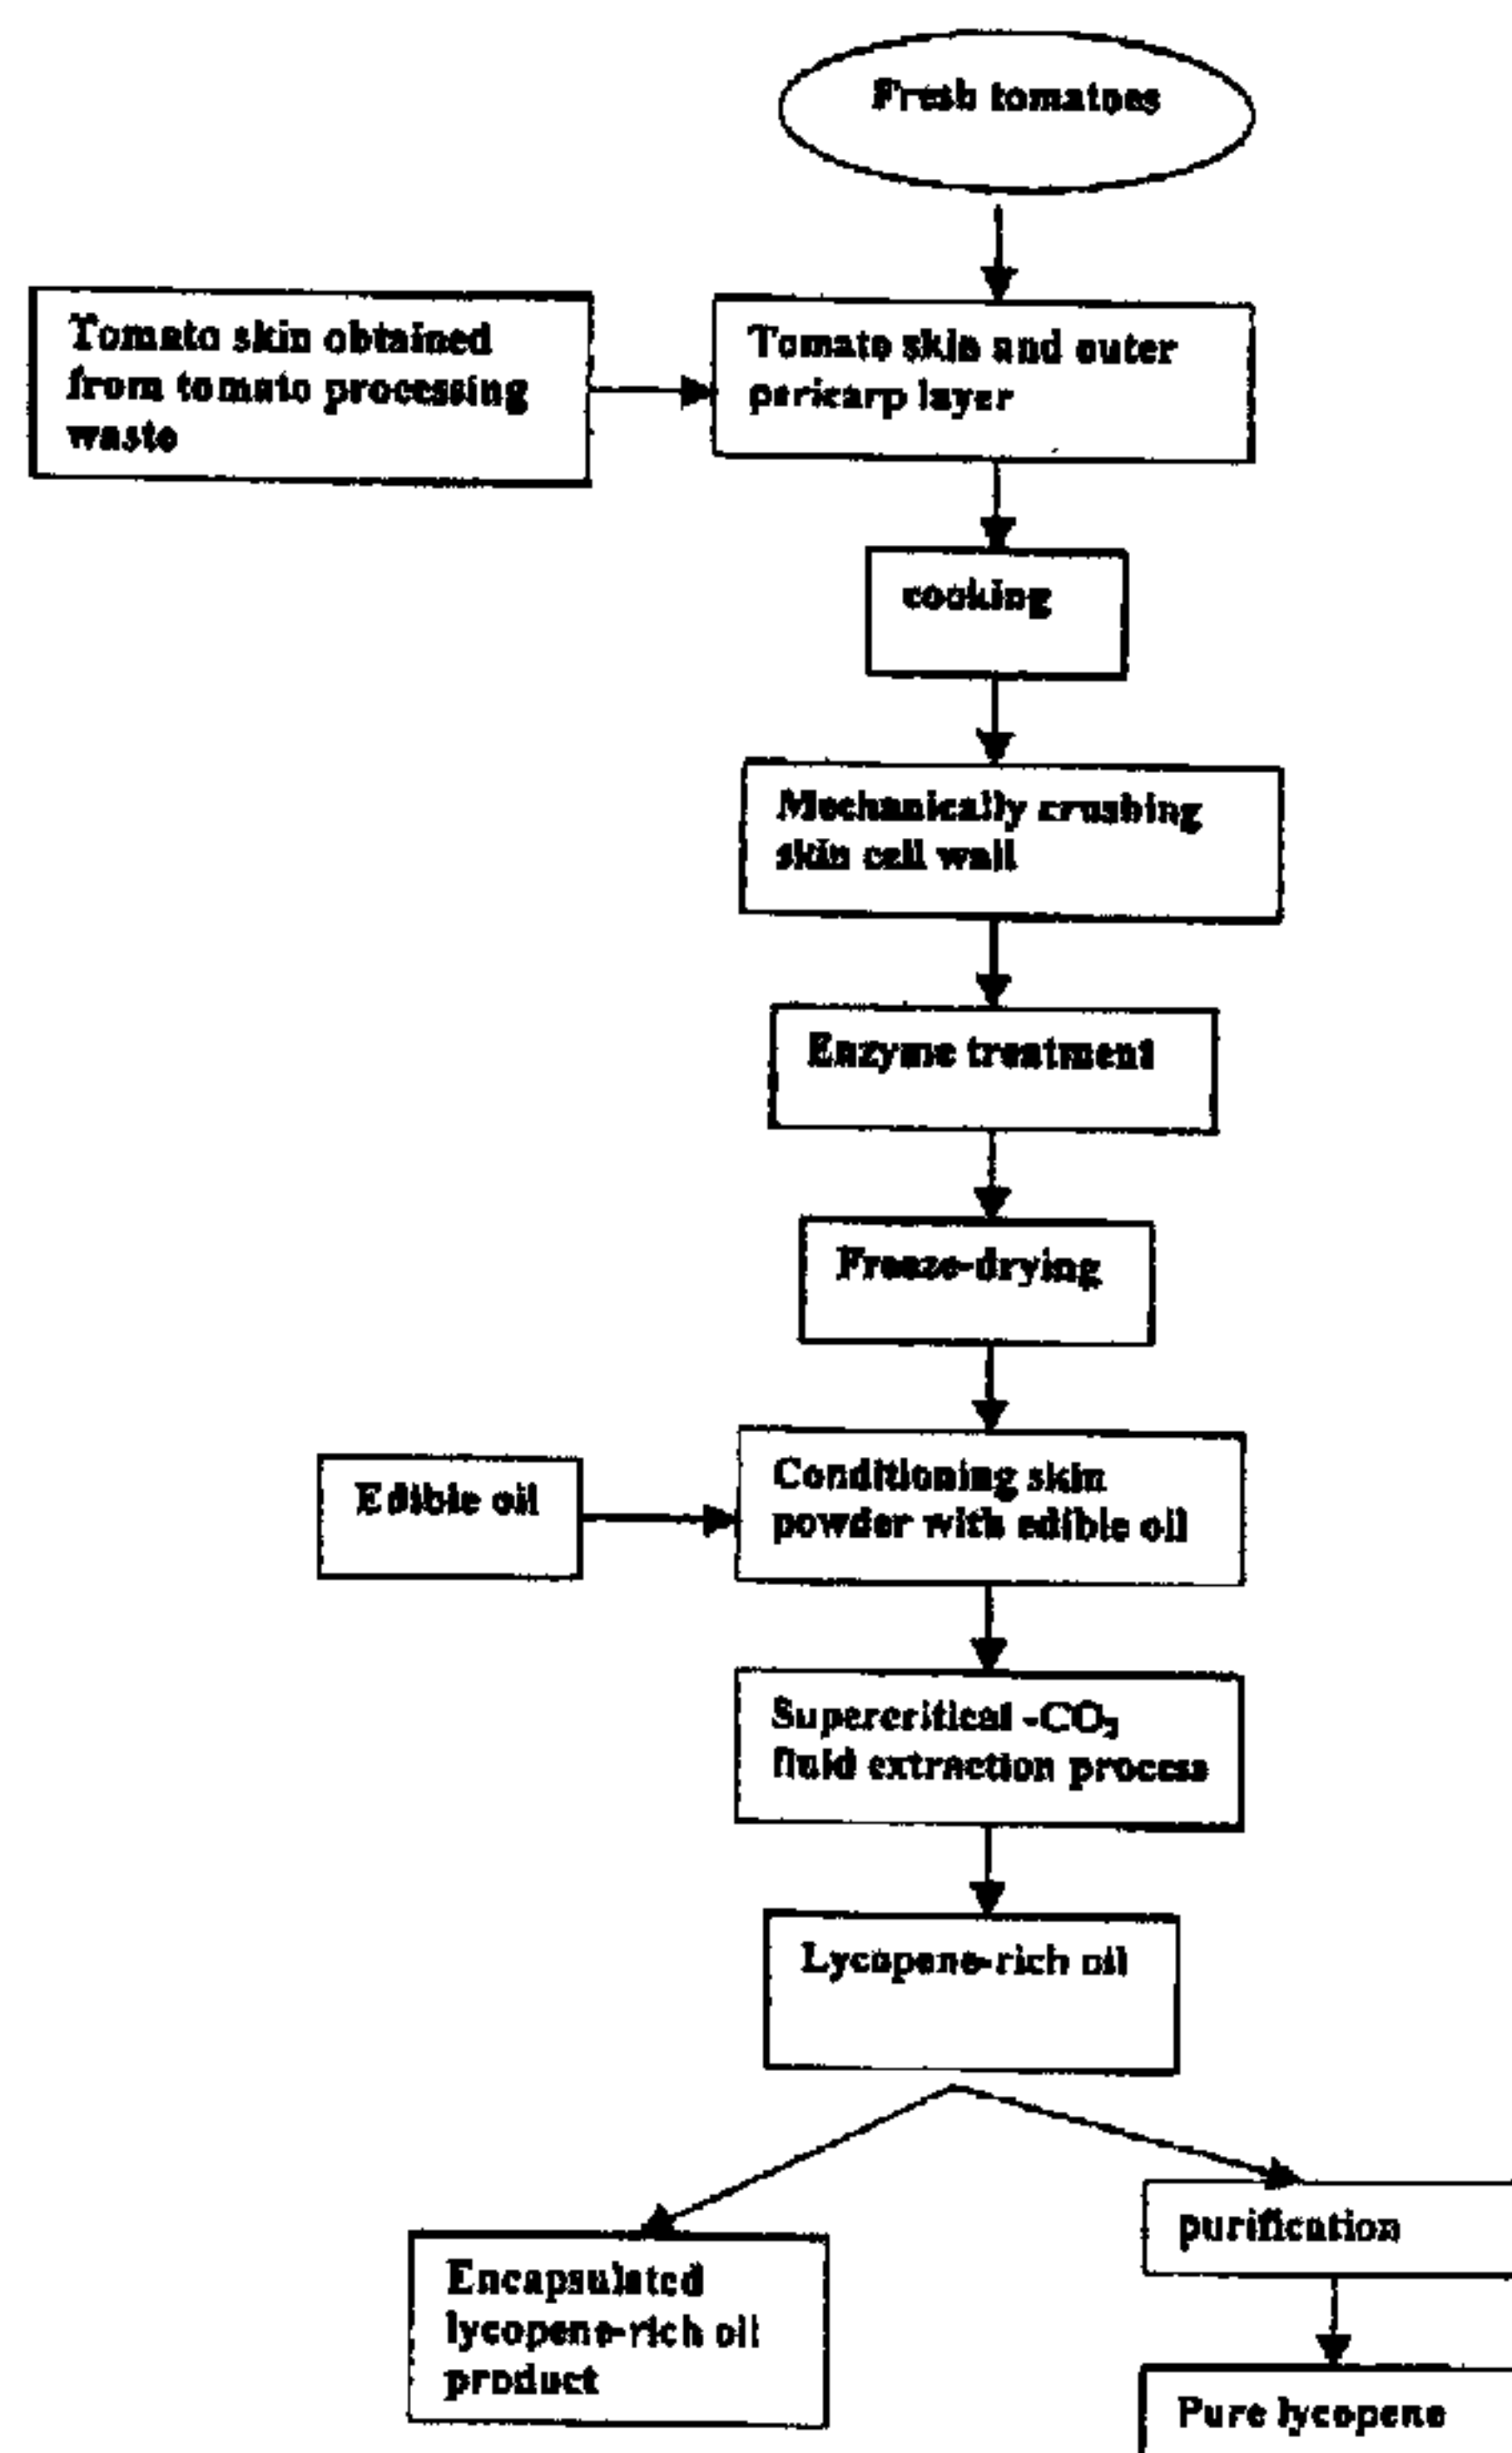 Fresh tomatoes
Tomato skin obtained
from tomato processing
waste
Tomato skin and outer
pericarp layer
cooking
Mechanically crushing
skin cell wall
Enzyme treatment
Freeze-drying
Edible oil
Conditioning skin
powder with edible oil
Supercritical -CO₂
fluid extraction process
Lycopene-rich oil
Encapsulated
lycopene-rich oil
product
purification
Pure lycopene